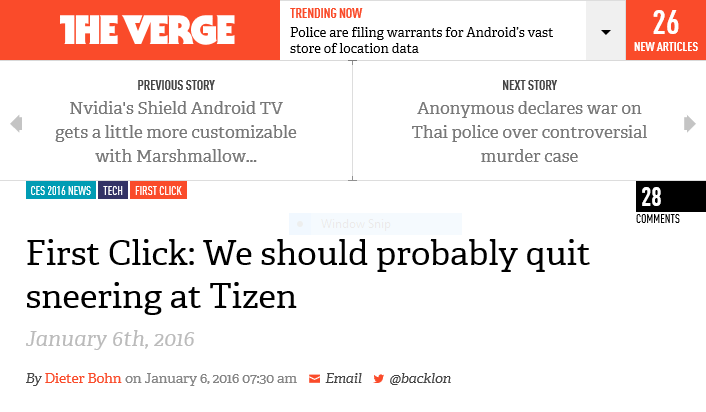 THE VERGE
TRENDING NOW
Police are filing warrants for Android's vast
store of location data
26
NEW ARTICLES
PREVIOUS STORY
Nvidia's Shield Android TV
gets a little more customizable
with Marshmallow...
NEXT STORY
Anonymous declares war on
Thai police over controversial
murder case
CES 2016 NEWS TECH FIRST CLICK
28
COMMENTS
Window Snip
First Click: We should probably quit
sneering at Tizen
January 6th, 2016
By Dieter Bohn on January 6, 2016 07:30 am Email @backlon